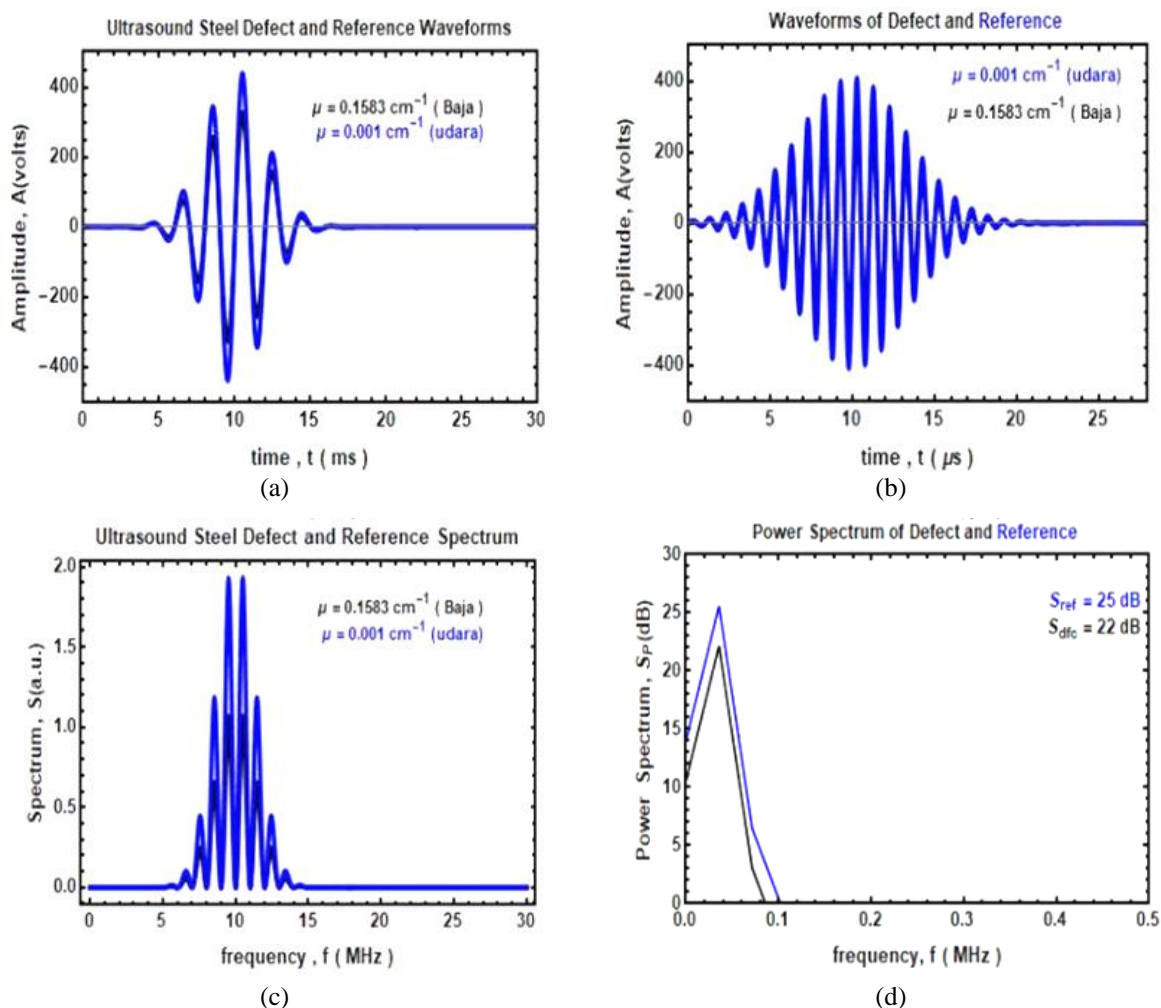 Ultrasound Steel Defect and Reference Waveforms
μ = 0.1583 cm⁻¹ ( Baja )
μ = 0.001 cm⁻¹ (udara)
Amplitude, A(volts)
400
200
0
−200
−400
0 5 10 15 20 25 30
time , t ( ms )
(a)
Waveforms of Defect and Reference
μ = 0.001 cm⁻¹ (udara)
μ = 0.1583 cm⁻¹ ( Baja )
Amplitude, A(volts)
400
200
0
−200
−400
0 5 10 15 20 25
time , t ( μs )
(b)
Ultrasound Steel Defect and Reference Spectrum
μ = 0.1583 cm⁻¹ ( Baja )
μ = 0.001 cm⁻¹ (udara)
Spectrum, S(a.u.)
2.0
1.5
1.0
0.5
0.0
0 5 10 15 20 25 30
frequency , f ( MHz )
(c)
Power Spectrum of Defect and Reference
S_ref = 25 dB
S_dfc = 22 dB
Power Spectrum, S_P(dB)
30
25
20
15
10
5
0
0.0 0.1 0.2 0.3 0.4 0.5
frequency, f ( MHz )
(d)